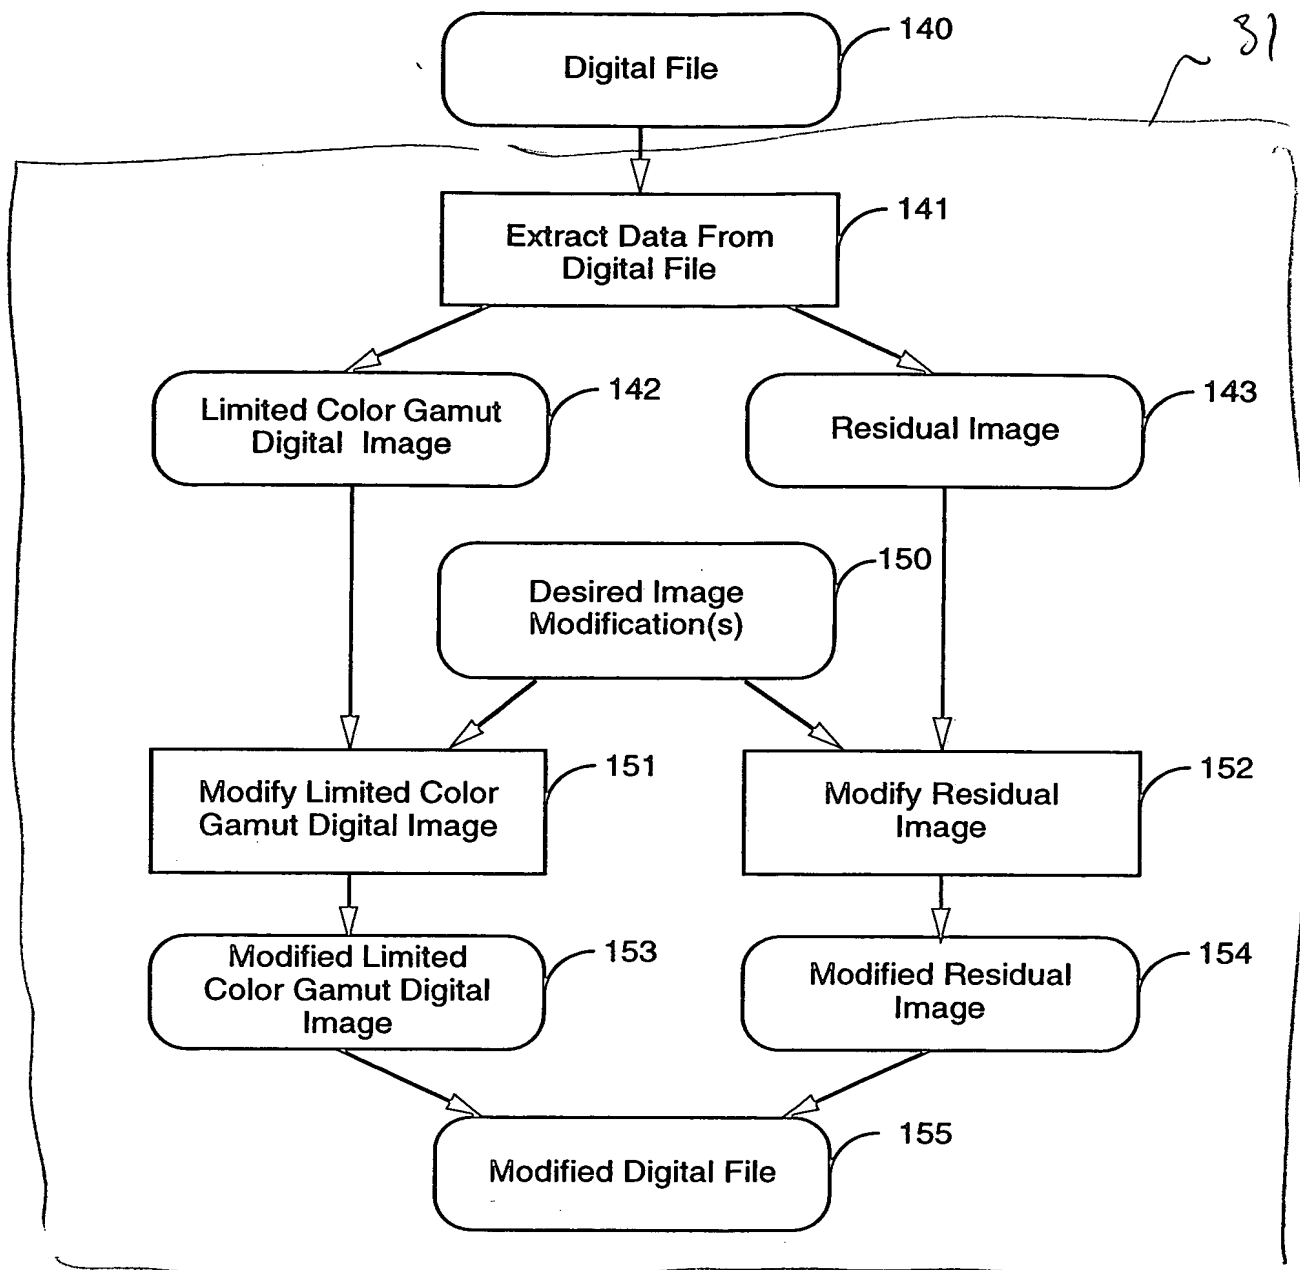 140
Digital File
31
141
Extract Data From
Digital File
142
Limited Color Gamut
Digital Image
143
Residual Image
150
Desired Image
Modification(s)
151
Modify Limited Color
Gamut Digital Image
152
Modify Residual
Image
153
Modified Limited
Color Gamut Digital
Image
154
Modified Residual
Image
155
Modified Digital File